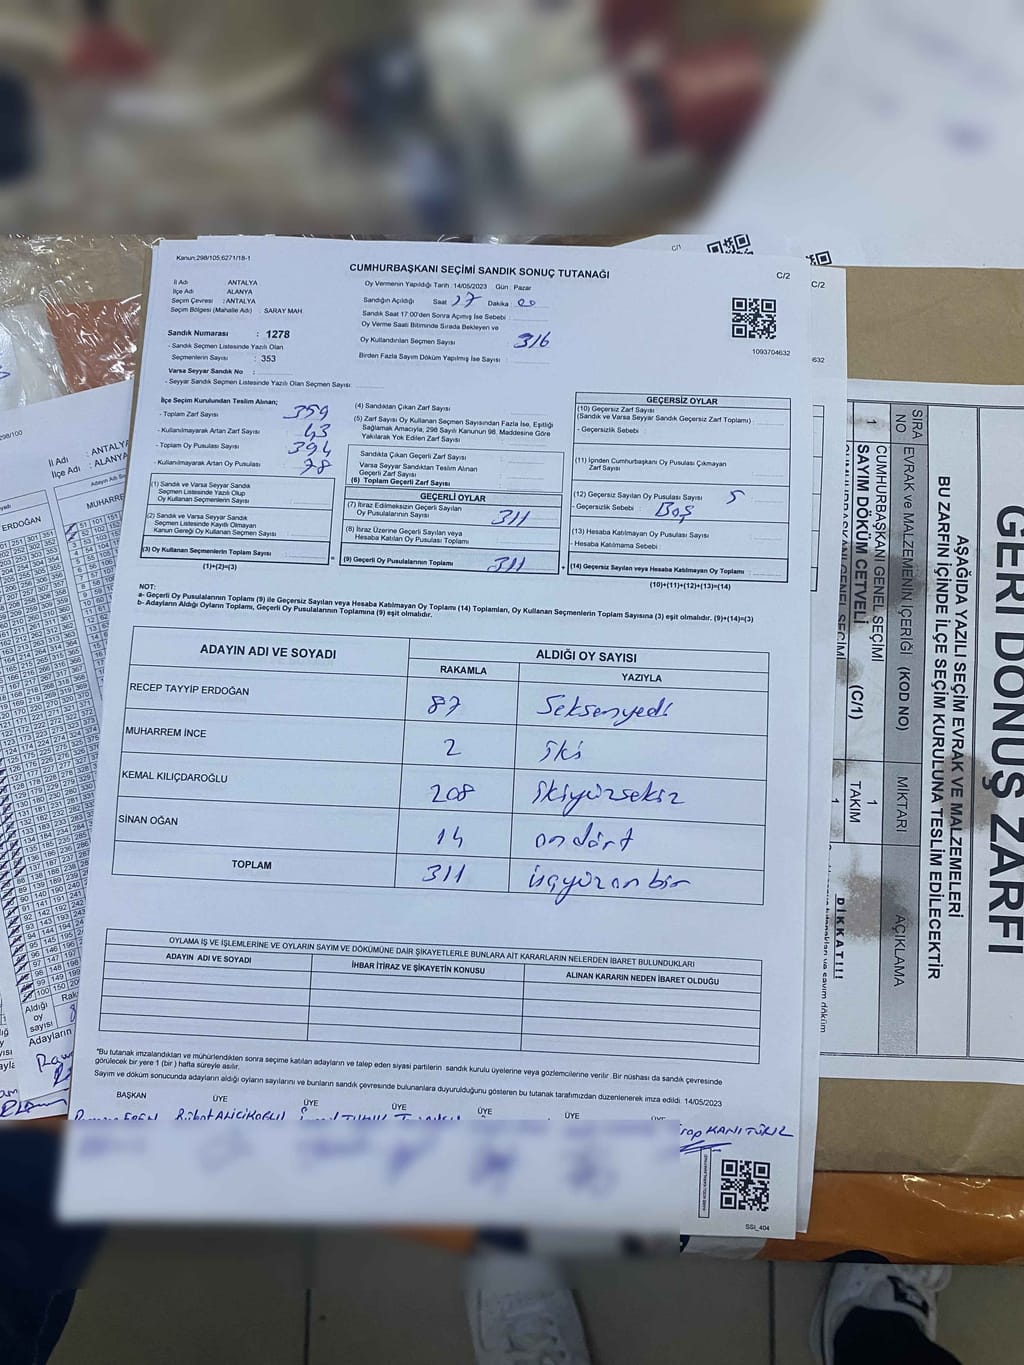 Kanun;298/105;6271/18-1
CUMHURBAŞKANI SEÇİMİ SANDIK SONUÇ TUTANAĞI
C/2
İl Adı ANTALYA
İlçe Adı ALANYA
Seçim Çevresi : ANTALYA
Seçim Bölgesi (Mahalle Adı) : SARAY MAH
Sandık Numarası : 1278
- Sandık Seçmen Listesinde Yazılı Olan
Seçmenlerin Sayısı : 353
Varsa Seyyar Sandık No :
- Seyyar Sandık Seçmen Listesinde Yazılı Olan Seçmen Sayısı:
Oy Vermenin Yapıldığı Tarih :14/05/2023 Gün Pazar
Sandığın Açıldığı Saat 17 Dakika 00
Sandık Saat 17:00'den Sonra Açımış İse Sebebi :
Oy Verme Saati Bitiminde Sırada Bekleyen ve
Oy Kullandırılan Seçmen Sayısı 316
Birden Fazla Sayım Döküm Yapılmış İse Sayısı :
1093704632
İlçe Seçim Kurulundan Teslim Alınan;
- Toplam Zarf Sayısı 359
- Kullanılmayarak Artan Zarf Sayısı 43
- Toplam Oy Pusulası Sayısı 394
- Kullanılmayarak Artan Oy Pusulası 78
(1) Sandık ve Varsa Seyyar Sandık
Seçmen Listesinde Yazılı Olup
Oy Kullanan Seçmenlerin Sayısı
(2) Sandık ve Varsa Seyyar Sandık
Seçmen Listesinde Kayıtlı Olmayan
Kanun Gereği Oy Kullanan Seçmen Sayısı
(3) Oy Kullanan Seçmenlerin Toplam Sayısı
(1)+(2)=(3)
(4) Sandıktan Çıkan Zarf Sayısı
(5) Zarf Sayısı Oy Kullanan Seçmen Sayısından Fazla İse, Eşitliği
Sağlamak Amacıyla; 298 Sayılı Kanunun 98. Maddesine Göre
Yakılarak Yok Edilen Zarf Sayısı
Sandıkta Çıkan Geçerli Zarf Sayısı
Varsa Seyyar Sandıktan Teslim Alınan
Geçerli Zarf Sayısı
(6) Toplam Geçerli Zarf Sayısı
GEÇERLİ OYLAR
(7) İtiraz Edilmeksizin Geçerli Sayılan
Oy Pusulalarının Sayısı 311
(8) İtiraz Üzerine Geçerli Sayılan veya
Hesaba Katılan Oy Pusulası Toplamı
(9) Geçerli Oy Pusulalarının Toplamı 311
GEÇERSİZ OYLAR
(10) Geçersiz Zarf Sayısı
(Sandık ve Varsa Seyyar Sandık Geçersiz Zarf Toplamı)
- Geçersizlik Sebebi
(11) İçinden Cumhurbaşkanı Oy Pusulası Çıkmayan
Zarf Sayısı
(12) Geçersiz Sayılan Oy Pusulası Sayısı 5
- Geçersizlik Sebebi Boş
(13) Hesaba Katılmayan Oy Pusulası Sayısı
- Hesaba Katılmama Sebebi
(14) Geçersiz Sayılan veya Hesaba Katılmayan Oy Toplamı
(10)+(11)+(12)+(13)=(14)
NOT:
a- Geçerli Oy Pusulasının Toplamı (9) ile Geçersiz Sayılan veya Hesaba Katılmayan Oy Toplamı (14) Toplamları, Oy Kullanan Seçmenlerin Toplam Sayısına (3) eşit olmalıdır. (9)+(14)=(3)
b- Adayların Aldığı Oyların Toplamı, Geçerli Oy Pusulalarının Toplamına (9) eşit olmalıdır.
ADAYIN ADI VE SOYADI ALDIĞI OY SAYISI
RAKAMLA YAZIYLA
RECEP TAYYİP ERDOĞAN 87 Seksenyedi
MUHARREM İNCE 2 iki
KEMAL KILIÇDAROĞLU 208 ikiyüzsekiz
SİNAN OĞAN 14 ondört
TOPLAM 311 üçyüzonbir
OYLAMA İŞ VE İŞLEMLERİNE VE OYLARIN SAYIM VE DÖKÜMÜNE DAİR ŞİKAYETLERLE BUNLARA AİT KARARLARIN NELERDEN İBARET BULUNDUKLARI
ADAYIN ADI VE SOYADI İHBAR İTİRAZ VE ŞİKAYETİN KONUSU ALINAN KARARIN NEDEN İBARET OLDUĞU
*Bu tutanak imzalandıktan ve mühürlendikten sonra seçime katılan adayların ve talep eden siyasi partilerin sandık kurulu üyelerine veya gözlemcilerine verilir .Bir nüshası da sandık çevresinde
görülecek bir yere 1 (bir ) hafta süreyle asılır.
Sayım ve döküm sonucunda adayların aldığı oyların sayılarını ve bunların sandık çevresinde bulunanlara duyurulduğunu gösteren bu tutanak tarafımızdan düzenlenerek imza edildi. 14/05/2023
BAŞKAN ÜYE ÜYE ÜYE ÜYE ÜYE
KANITÜRK
SSİ_404
GERİ DÖNÜŞ ZARFI
AŞAĞIDA YAZILI SEÇİM EVRAK VE MALZEMELERİ
BU ZARFIN İÇİNDE İLÇE SEÇİM KURULUNA TESLİM EDİLECEKTİR
SIRA NO EVRAK ve MALZEMENİN İÇERİĞİ (KOD NO) MİKTARI AÇIKLAMA
1 CUMHURBAŞKANI GENEL SEÇİMİ
SAYIM DÖKÜM CETVELİ (C/1) 1 TAKIM
DİKKAT!!!
C/2
İl Adı : ANTALYA
İlçe Adı : ALANYA
ERDOĞAN
Aldığı
oy
sayısı
Adayların